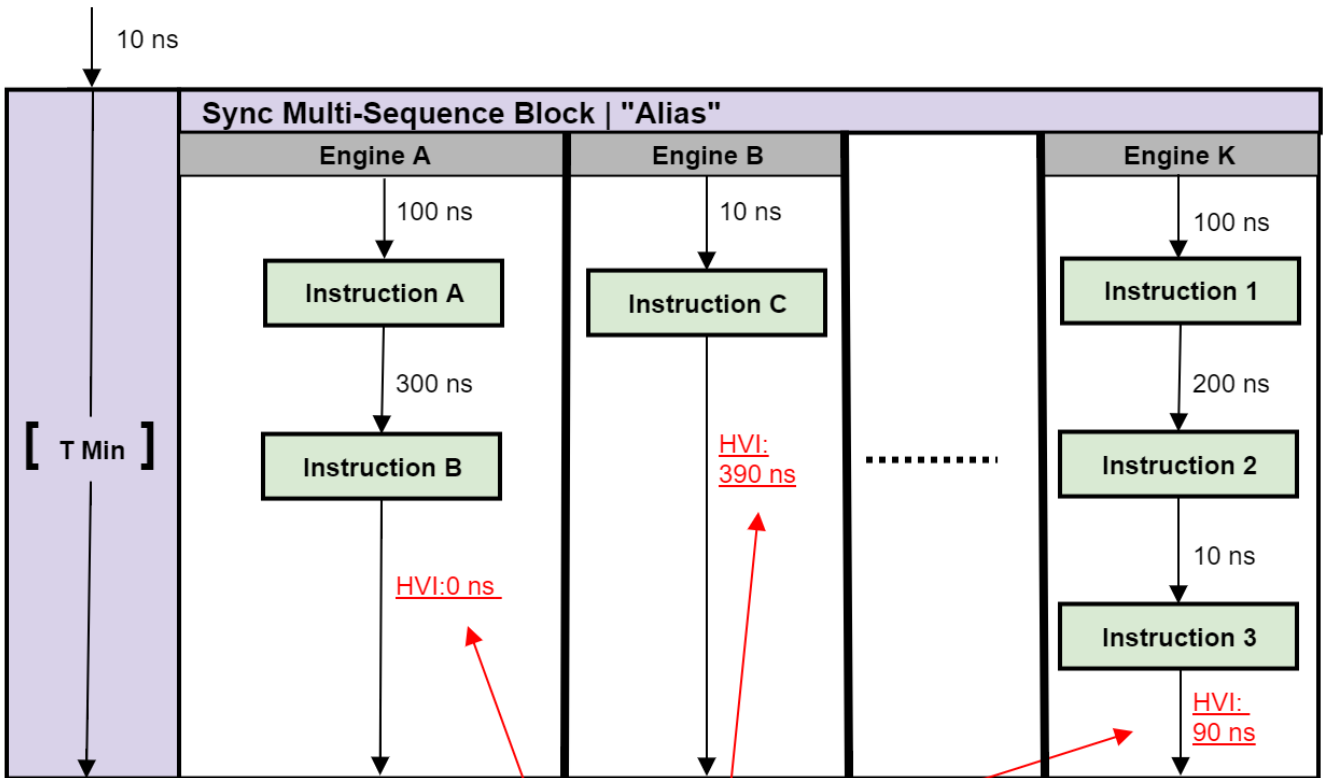 10 ns
Sync Multi-Sequence Block | "Alias"
Engine A
Engine B
Engine K
100 ns
10 ns
100 ns
Instruction A
Instruction C
Instruction 1
300 ns
200 ns
[ T Min ]
Instruction B
HVI:
390 ns
Instruction 2
10 ns
HVI:0 ns
Instruction 3
HVI:
90 ns